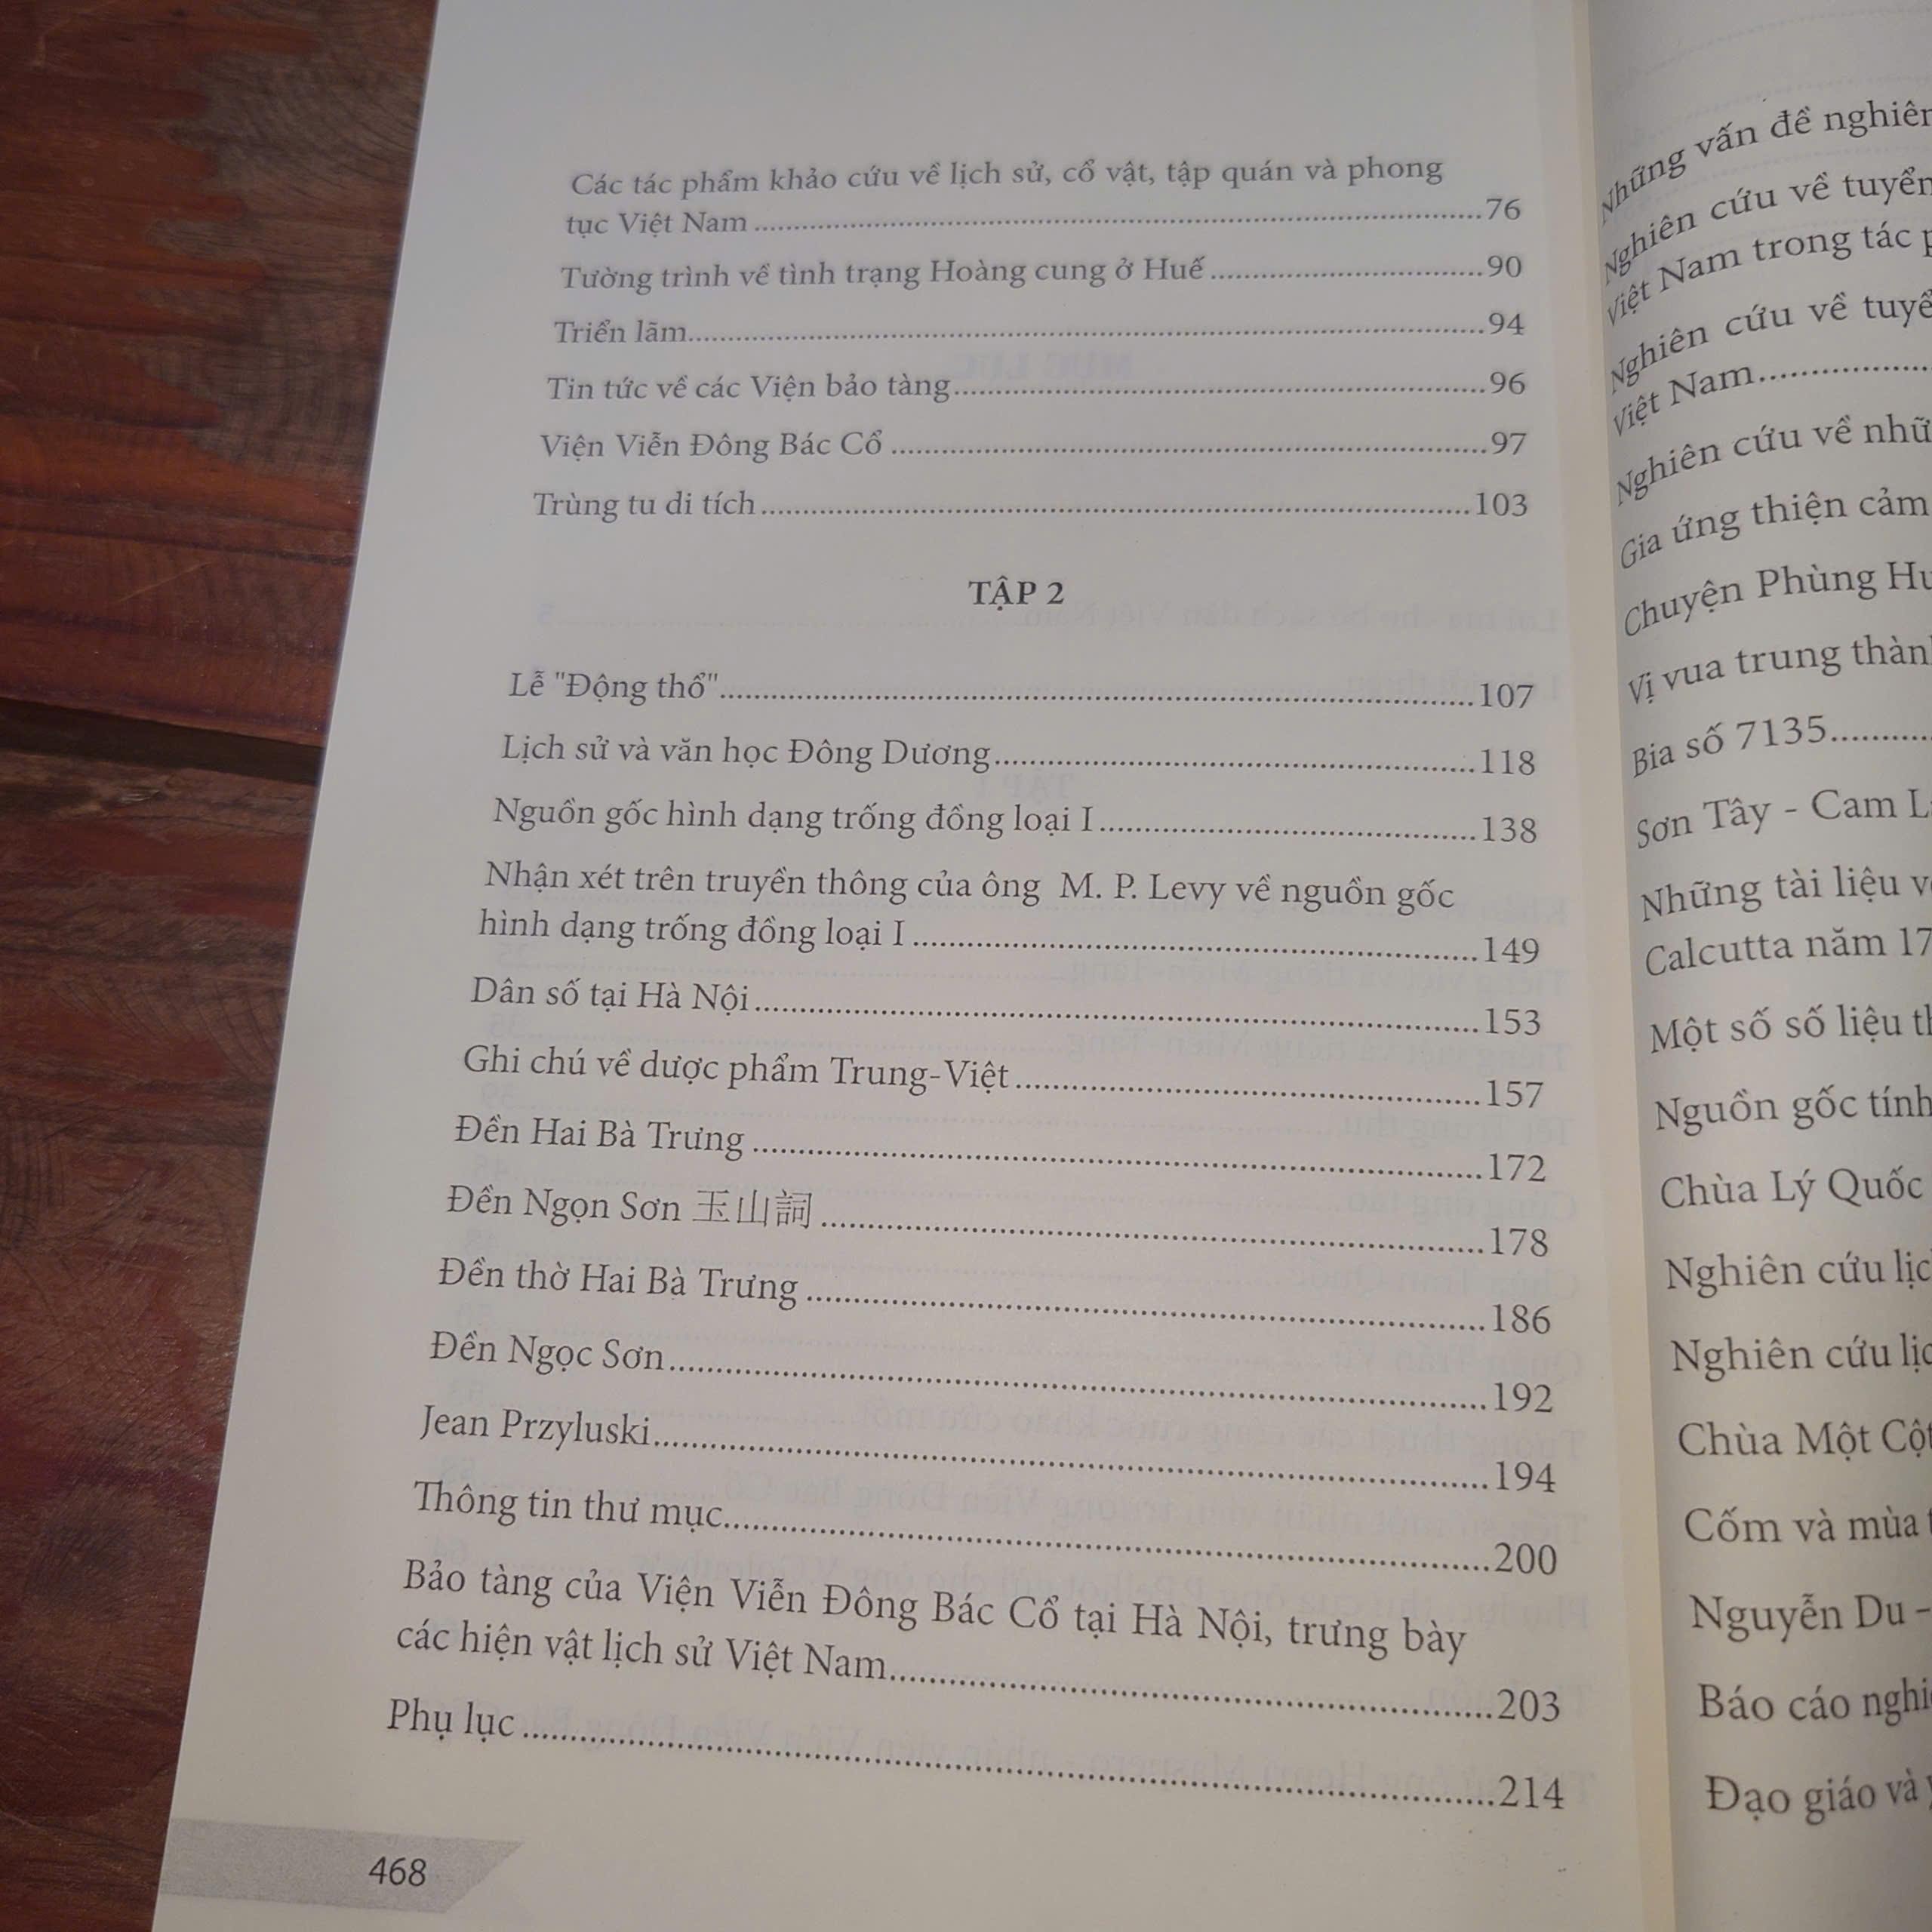 Các tác phẩm khảo cứu về lịch sử, cổ vật, tập quán và phong
tục Việt Nam ........ 76
Tường trình về tình trạng Hoàng cung ở Huế ........ 90
Triển lãm ........ 94
Tin tức về các Viện bảo tàng ........ 96
Viện Viễn Đông Bác Cổ ........ 97
Trùng tu di tích ........ 103
TẬP 2
Lễ "Động thổ" ........ 107
Lịch sử và văn học Đông Dương ........ 118
Nguồn gốc hình dạng trống đồng loại I ........ 138
Nhận xét trên truyền thông của ông M. P. Levy về nguồn gốc
hình dạng trống đồng loại I ........ 149
Dân số tại Hà Nội ........ 153
Ghi chú về dược phẩm Trung-Việt ........ 157
Đền Hai Bà Trưng ........ 172
Đền Ngọn Sơn 玉山詞 ........ 178
Đền thờ Hai Bà Trưng ........ 186
Đền Ngọc Sơn ........ 192
Jean Przyluski ........ 194
Thông tin thư mục ........ 200
Bảo tàng của Viện Viễn Đông Bác Cổ tại Hà Nội, trưng bày
các hiện vật lịch sử Việt Nam ........ 203
Phụ lục ........ 214
468
Những vấn đề nghiên
Nghiên cứu về tuyển
Việt Nam trong tác
Nghiên cứu về
Việt Nam ........
Nghiên cứu về
Gia ứng thiện cảm
Chuyện Phùng
Vị vua trung
Bia số 7135 ........
Sơn Tây - Cam
Những tài liệu
Calcutta năm
Một số số liệu
Nguồn gốc tính
Chùa Lý Quốc
Nghiên cứu
Nghiên cứu
Chùa Một
Cốm và mùa
Nguyễn Du -
Báo cáo
Đạo giáo và